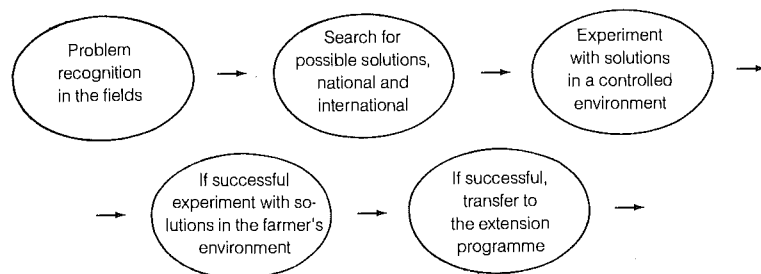 Problem
recognition
in the fields
Search for
possible solutions,
national and
international
Experiment
with solutions
in a controlled
environment
If successful
experiment with so-
lutions in the farmer's
environment
If successful,
transfer to
the extension
programme